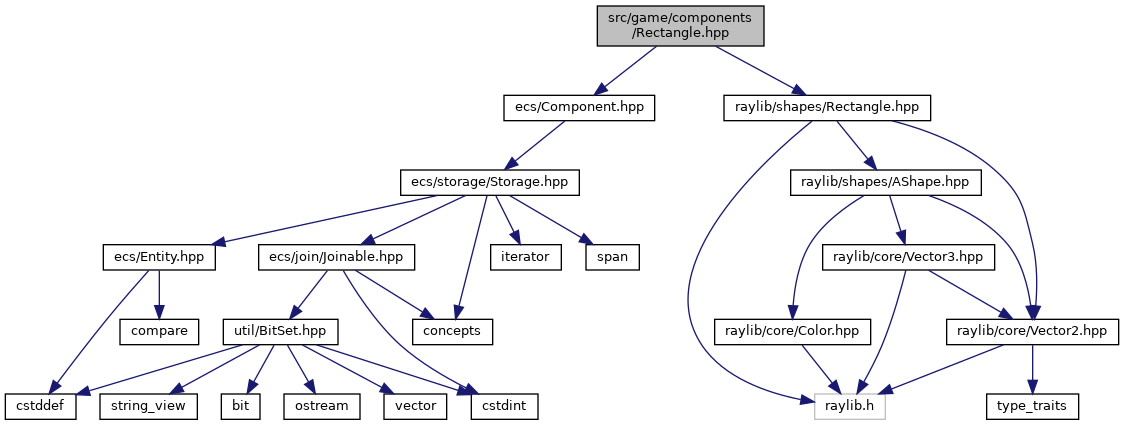 src/game/components
/Rectangle.hpp
ecs/Component.hpp
raylib/shapes/Rectangle.hpp
ecs/storage/Storage.hpp
raylib/shapes/AShape.hpp
ecs/Entity.hpp
ecs/join/Joinable.hpp
iterator
span
raylib/core/Vector3.hpp
compare
util/BitSet.hpp
concepts
raylib/core/Color.hpp
raylib/core/Vector2.hpp
cstddef
string_view
bit
ostream
vector
cstdint
raylib.h
type_traits